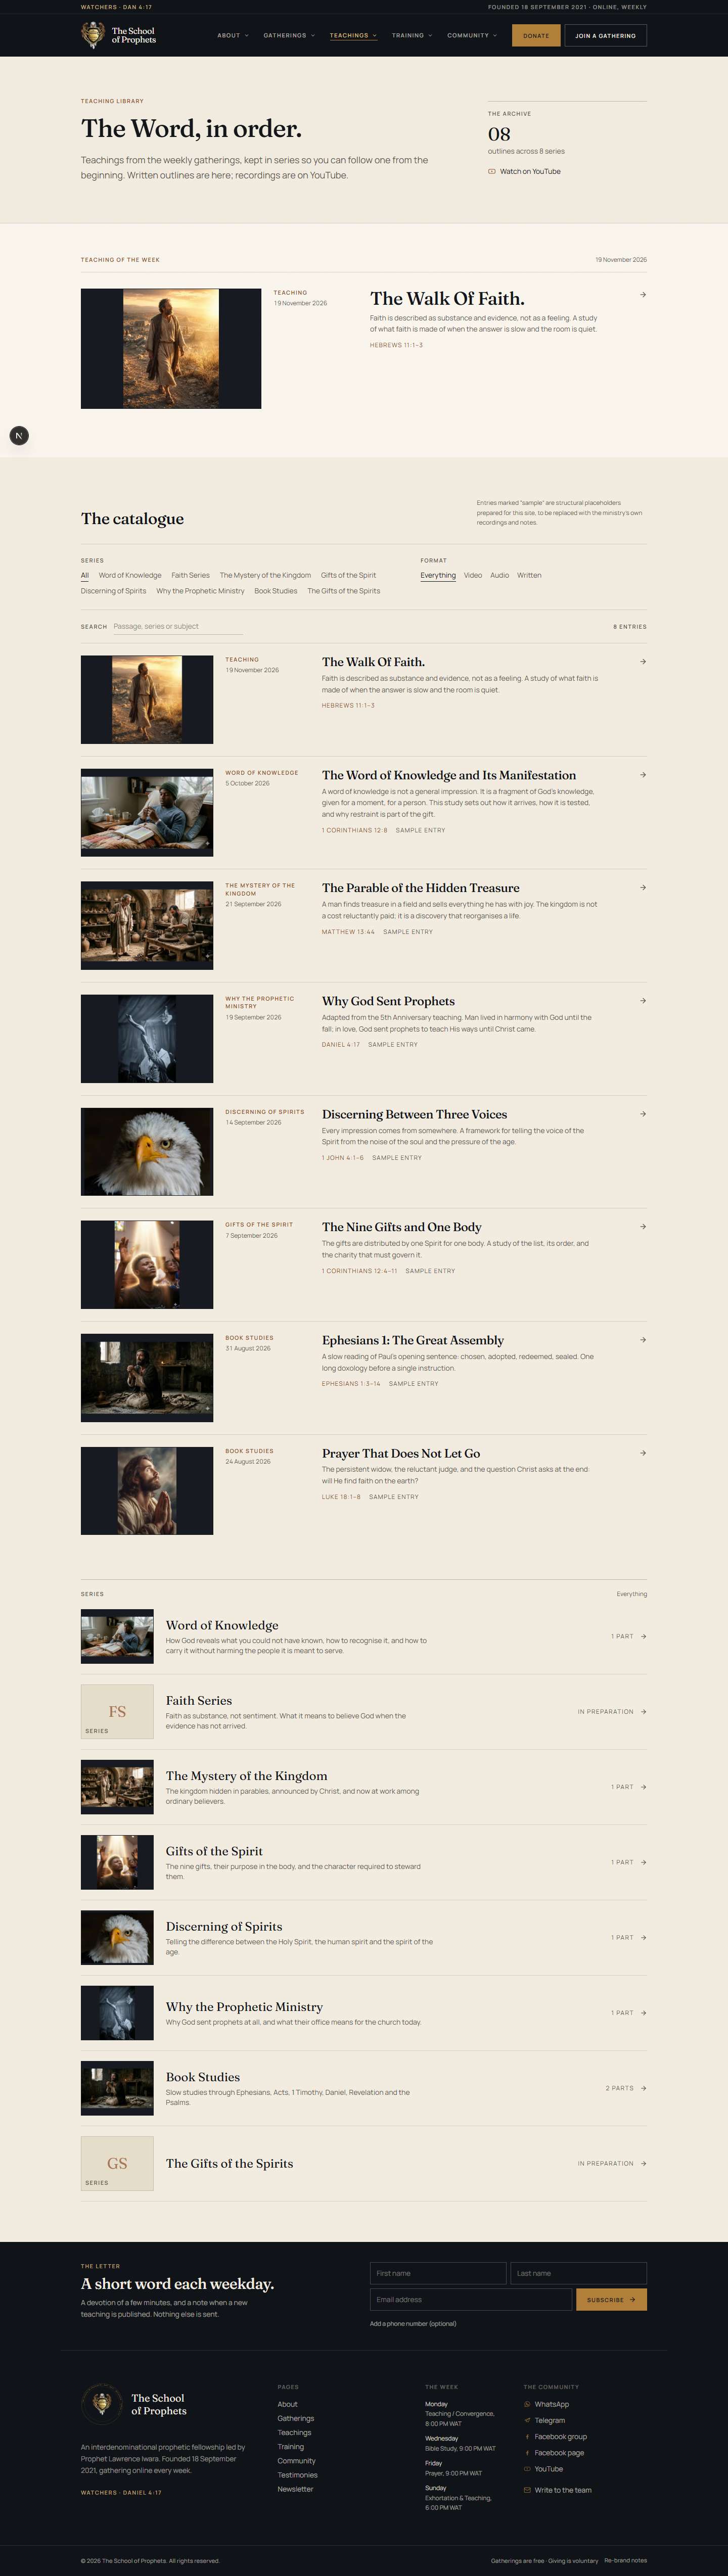 WATCHERS · DAN 4:17
FOUNDED 18 SEPTEMBER 2021 · ONLINE, WEEKLY
The School
of Prophets
ABOUT
GATHERINGS
TEACHINGS
TRAINING
COMMUNITY
DONATE
JOIN A GATHERING
TEACHING LIBRARY
The Word, in order.
Teachings from the weekly gatherings, kept in series so you can follow one from the
beginning. Written outlines are here; recordings are on YouTube.
THE ARCHIVE
08
outlines across 8 series
Watch on YouTube
TEACHING OF THE WEEK
19 November 2026
TEACHING
19 November 2026
The Walk Of Faith.
Faith is described as substance and evidence, not as a feeling. A study
of what faith is made of when the answer is slow and the room is quiet.
HEBREWS 11:1–3
N
The catalogue
Entries marked "sample" are structural placeholders
prepared for this site, to be replaced with the ministry's own
recordings and notes.
SERIES
All Word of Knowledge Faith Series The Mystery of the Kingdom Gifts of the Spirit
Discerning of Spirits Why the Prophetic Ministry Book Studies The Gifts of the Spirits
FORMAT
Everything Video Audio Written
SEARCH Passage, series or subject
8 ENTRIES
TEACHING
19 November 2026
The Walk Of Faith.
Faith is described as substance and evidence, not as a feeling. A study of what faith is
made of when the answer is slow and the room is quiet.
HEBREWS 11:1–3
WORD OF KNOWLEDGE
5 October 2026
The Word of Knowledge and Its Manifestation
A word of knowledge is not a general impression. It is a fragment of God's knowledge,
given for a moment, for a person. This study sets out how it arrives, how it is tested,
and why restraint is part of the gift.
1 CORINTHIANS 12:8 SAMPLE ENTRY
THE MYSTERY OF THE
KINGDOM
21 September 2026
The Parable of the Hidden Treasure
A man finds treasure in a field and sells everything he has with joy. The kingdom is not
a cost reluctantly paid; it is a discovery that reorganises a life.
MATTHEW 13:44 SAMPLE ENTRY
WHY THE PROPHETIC
MINISTRY
19 September 2026
Why God Sent Prophets
Adapted from the 5th Anniversary teaching. Man lived in harmony with God until the
fall; in love, God sent prophets to teach His ways until Christ came.
DANIEL 4:17 SAMPLE ENTRY
DISCERNING OF SPIRITS
14 September 2026
Discerning Between Three Voices
Every impression comes from somewhere. A framework for telling the voice of the
Spirit from the noise of the soul and the pressure of the age.
1 JOHN 4:1–6 SAMPLE ENTRY
GIFTS OF THE SPIRIT
7 September 2026
The Nine Gifts and One Body
The gifts are distributed by one Spirit for one body. A study of the list, its order, and
the charity that must govern it.
1 CORINTHIANS 12:4–11 SAMPLE ENTRY
BOOK STUDIES
31 August 2026
Ephesians 1: The Great Assembly
A slow reading of Paul's opening sentence: chosen, adopted, redeemed, sealed. One
long doxology before a single instruction.
EPHESIANS 1:3–14 SAMPLE ENTRY
BOOK STUDIES
24 August 2026
Prayer That Does Not Let Go
The persistent widow, the reluctant judge, and the question Christ asks at the end:
will He find faith on the earth?
LUKE 18:1–8 SAMPLE ENTRY
SERIES
Everything
Word of Knowledge
How God reveals what you could not have known, how to recognise it, and how to
carry it without harming the people it is meant to serve.
1 PART
FS
SERIES
Faith Series
Faith as substance, not sentiment. What it means to believe God when the
evidence has not arrived.
IN PREPARATION
The Mystery of the Kingdom
The kingdom hidden in parables, announced by Christ, and now at work among
ordinary believers.
1 PART
Gifts of the Spirit
The nine gifts, their purpose in the body, and the character required to steward
them.
1 PART
Discerning of Spirits
Telling the difference between the Holy Spirit, the human spirit and the spirit of the
age.
1 PART
Why the Prophetic Ministry
Why God sent prophets at all, and what their office means for the church today.
1 PART
Book Studies
Slow studies through Ephesians, Acts, 1 Timothy, Daniel, Revelation and the
Psalms.
2 PARTS
GS
SERIES
The Gifts of the Spirits
IN PREPARATION
THE LETTER
A short word each weekday.
A devotion of a few minutes, and a note when a new
teaching is published. Nothing else is sent.
First name
Last name
Email address
SUBSCRIBE
Add a phone number (optional)
The School
of Prophets
An interdenominational prophetic fellowship led by
Prophet Lawrence Iwara. Founded 18 September
2021, gathering online every week.
WATCHERS · DANIEL 4:17
PAGES
About
Gatherings
Teachings
Training
Community
Testimonies
Newsletter
THE WEEK
Monday
Teaching / Convergence,
8:00 PM WAT
Wednesday
Bible Study, 9:00 PM WAT
Friday
Prayer, 9:00 PM WAT
Sunday
Exhortation & Teaching,
6:00 PM WAT
THE COMMUNITY
WhatsApp
Telegram
Facebook group
Facebook page
YouTube
Write to the team
© 2026 The School of Prophets. All rights reserved.
Gatherings are free · Giving is voluntary
Re-brand notes